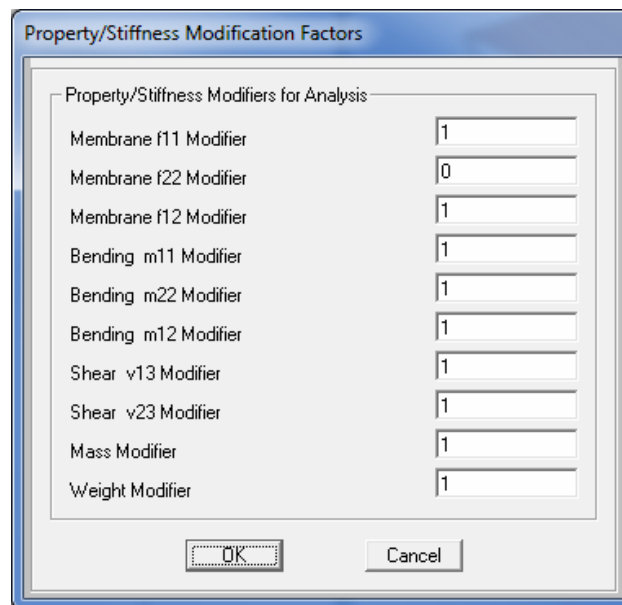 Property/Stiffness Modification Factors
Property/Stiffness Modifiers for Analysis
Membrane f11 Modifier 1
Membrane f22 Modifier 0
Membrane f12 Modifier 1
Bending m11 Modifier 1
Bending m22 Modifier 1
Bending m12 Modifier 1
Shear v13 Modifier 1
Shear v23 Modifier 1
Mass Modifier 1
Weight Modifier 1
OK Cancel